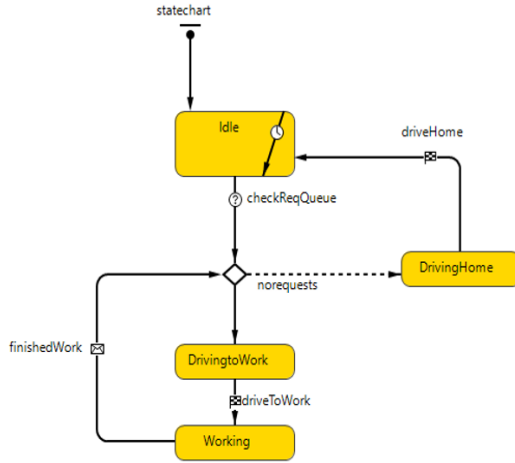 statechart
Idle
driveHome
checkReqQueue
DrivingHome
norequests
finishedWork
DrivingtoWork
driveToWork
Working